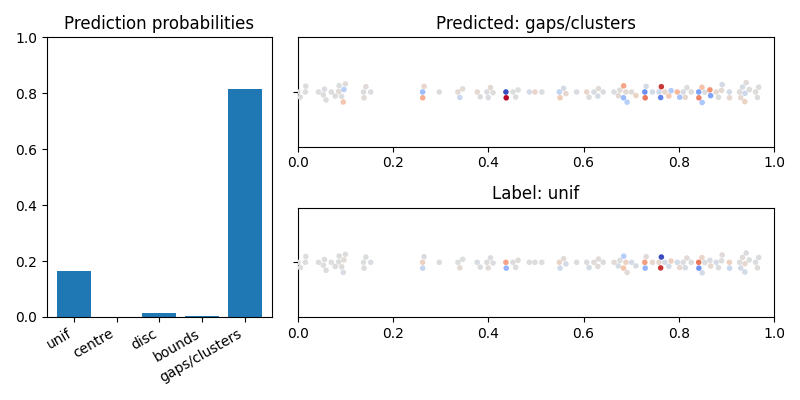 Prediction probabilities
1.0
0.8
0.6
0.4
0.2
0.0
unif
centre
disc
bounds
gaps/clusters
Predicted: gaps/clusters
0.0 0.2 0.4 0.6 0.8 1.0
Label: unif
0.0 0.2 0.4 0.6 0.8 1.0